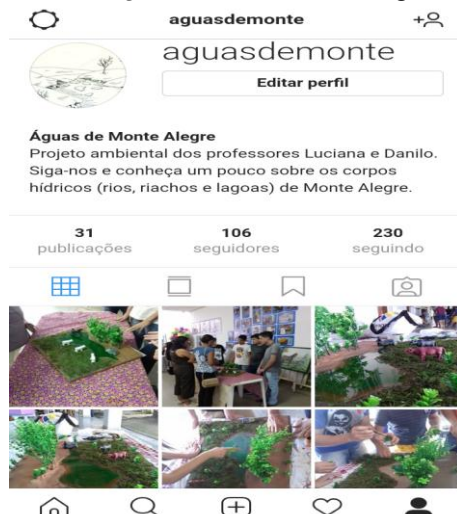 aguasdemonte
aguasdemonte
Editar perfil
Águas de Monte Alegre
Projeto ambiental dos professores Luciana e Danilo.
Siga-nos e conheça um pouco sobre os corpos
hídricos (rios, riachos e lagoas) de Monte Alegre.
31 106 230
publicações seguidores seguindo